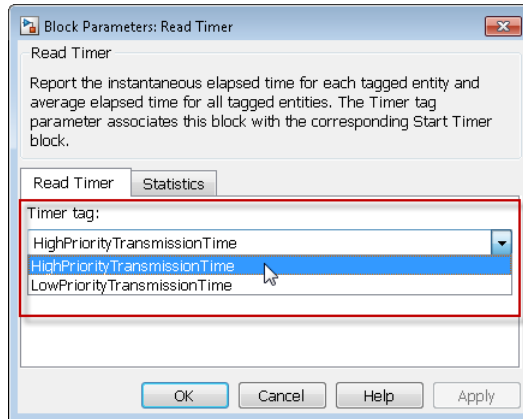 Block Parameters: Read Timer
Read Timer
Report the instantaneous elapsed time for each tagged entity and
average elapsed time for all tagged entities. The Timer tag
parameter associates this block with the corresponding Start Timer
block.
Read Timer Statistics
Timer tag:
HighPriorityTransmissionTime
HighPriorityTransmissionTime
LowPriorityTransmissionTime
OK Cancel Help Apply